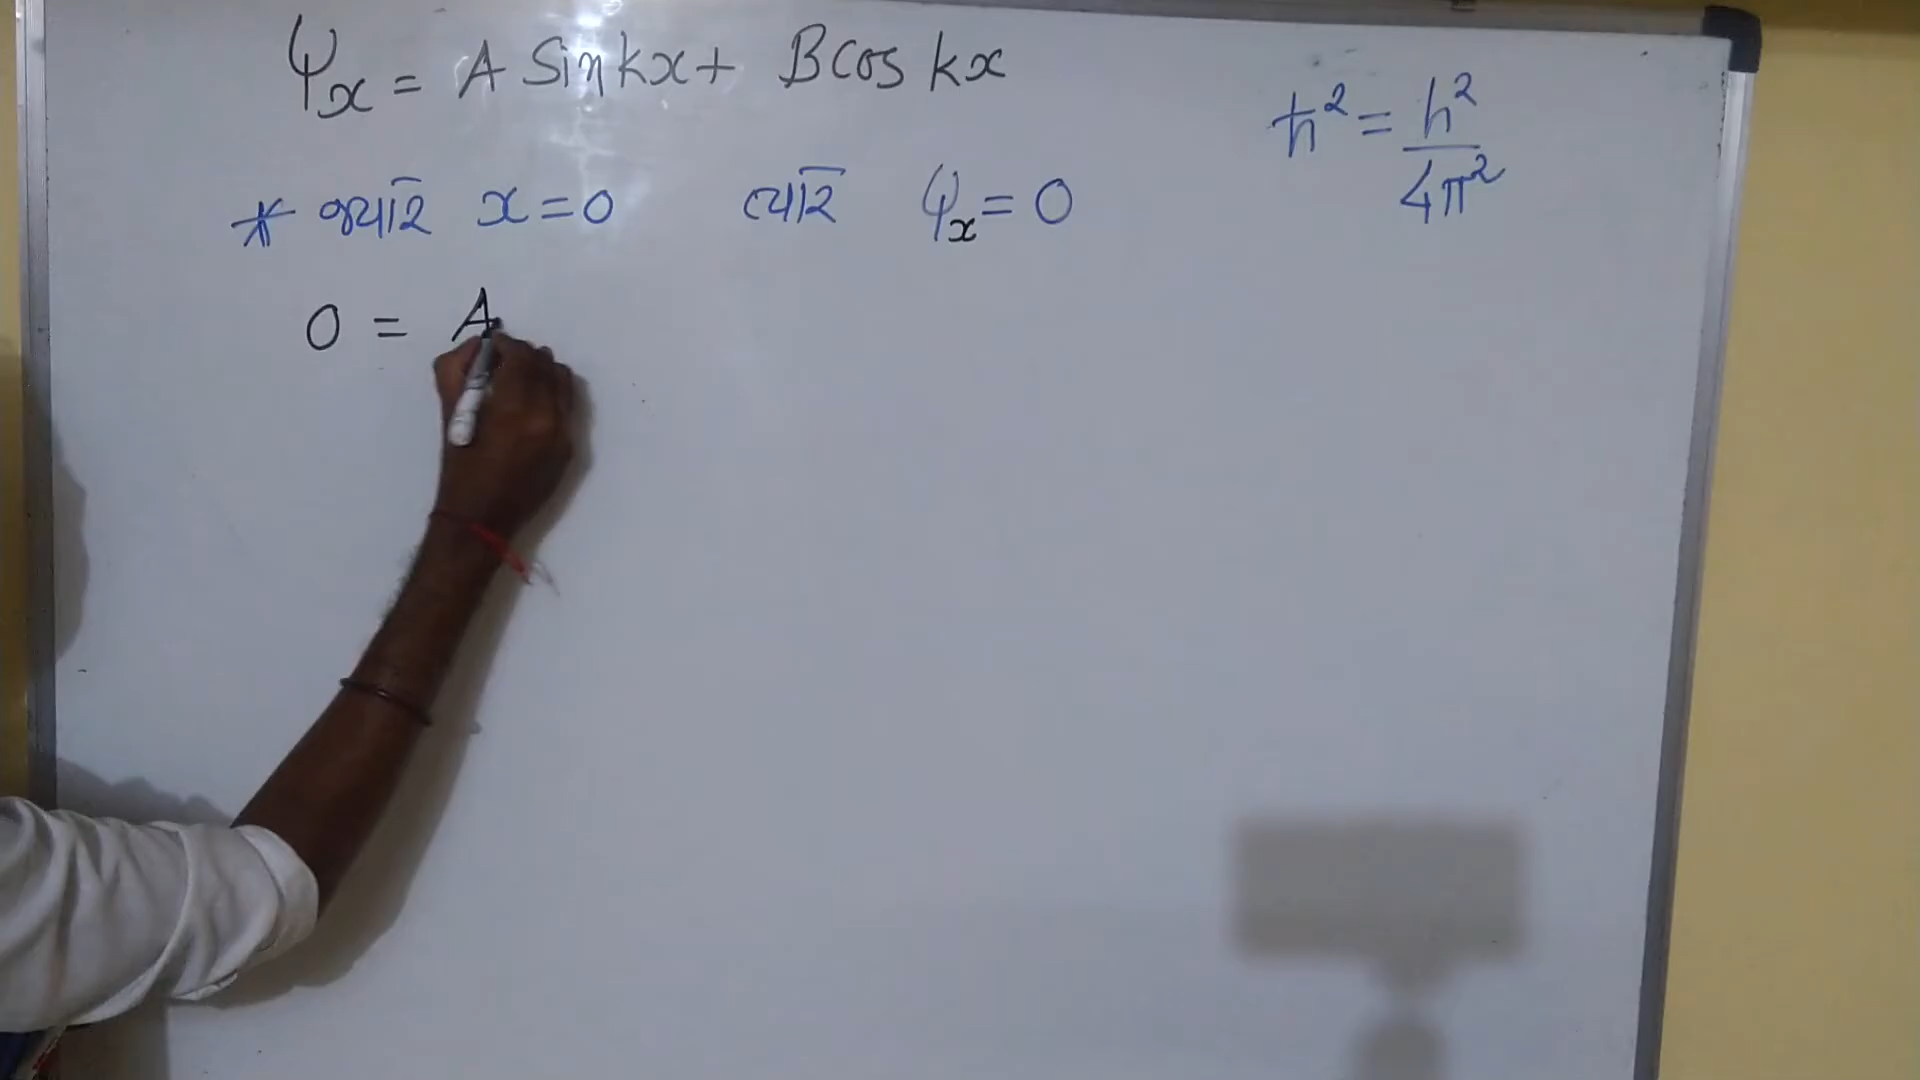 ψx = A Sin kx + B cos kx
ħ² = h²/4π²
* જ્યારે x = 0 ત્યારે ψx = 0
0 = A